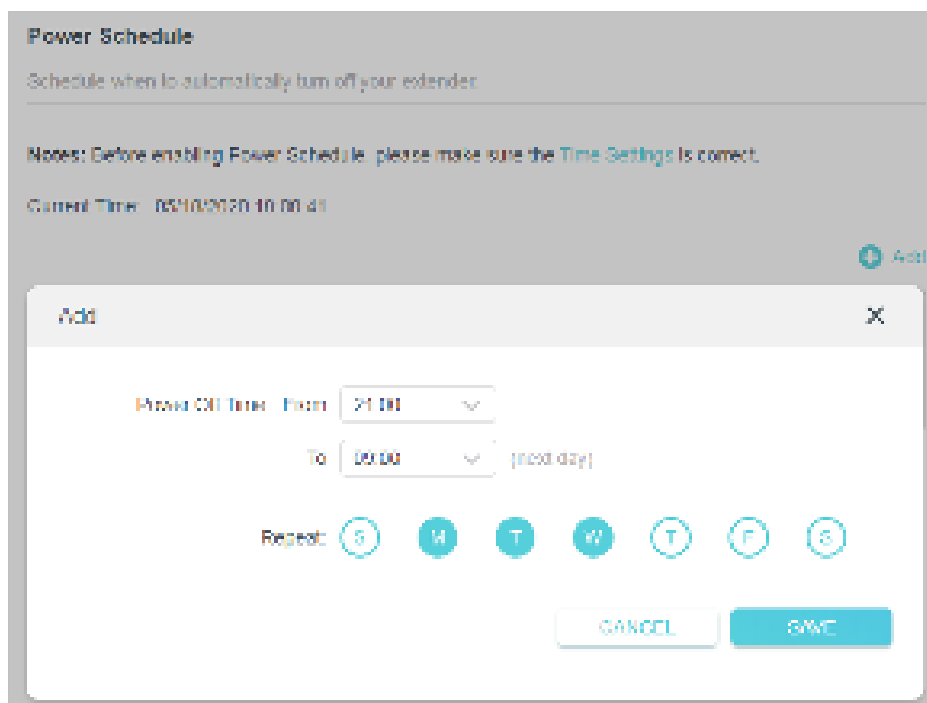 Power Schedule
Schedule when to automatically turn off your extender.
Notes: Before enabling Power Schedule, please make sure the Time Settings is correct.
Current Time:
Add
Add
Power Off Time: From
To
(next day)
Repeat:
S M T W T F S
CANCEL
SAVE